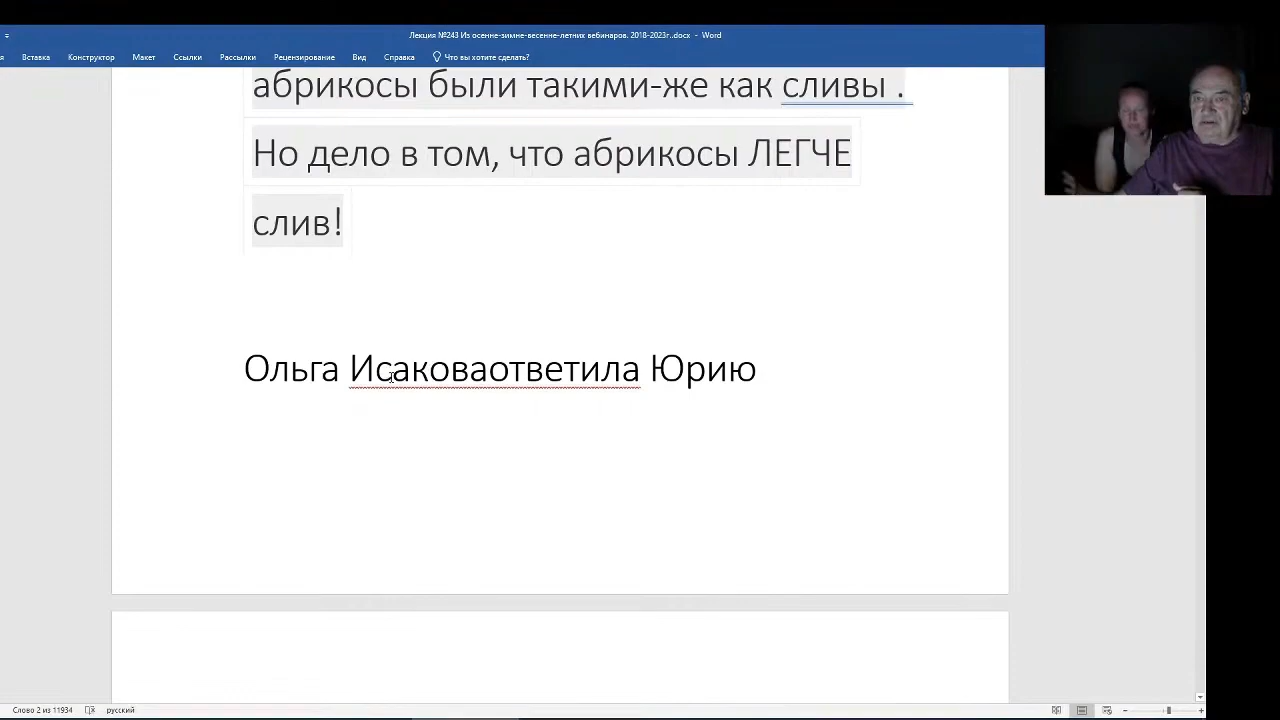 Лекция №243 Из осенне-зимне-весенне-летних вебинаров. 2018-2023г..docx - Word
Вставка Конструктор Макет Ссылки Рассылки Рецензирование Вид Справка Что вы хотите сделать?
абрикосы были такими-же как сливы .
Но дело в том, что абрикосы ЛЕГЧЕ
слив!
Ольга Исаковаответила Юрию
Слово 2 из 11934 русский